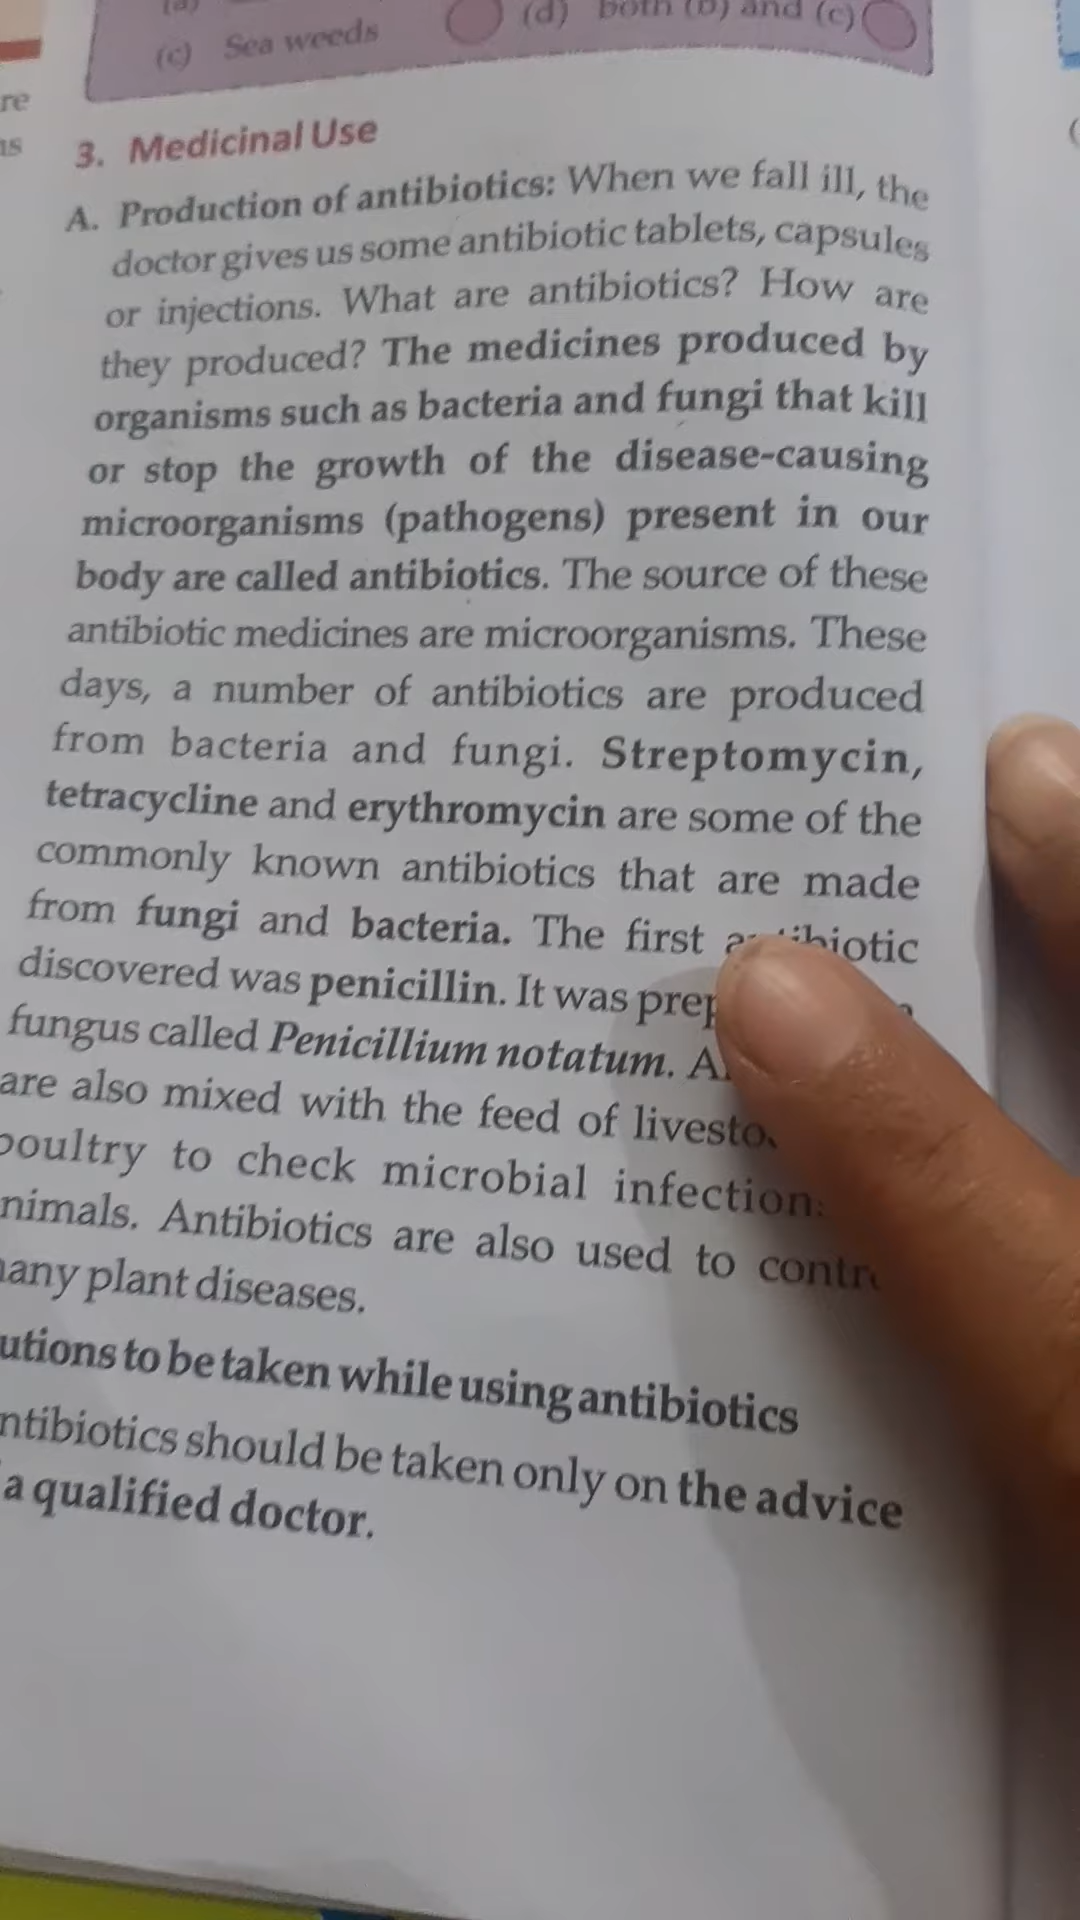 (c) Sea weeds
(d) both (b) and (c)
re
3. Medicinal Use
A. Production of antibiotics: When we fall ill, the
doctor gives us some antibiotic tablets, capsules
or injections. What are antibiotics? How are
they produced? The medicines produced by
organisms such as bacteria and fungi that kill
or stop the growth of the disease-causing
microorganisms (pathogens) present in our
body are called antibiotics. The source of these
antibiotic medicines are microorganisms. These
days, a number of antibiotics are produced
from bacteria and fungi. Streptomycin,
tetracycline and erythromycin are some of the
commonly known antibiotics that are made
from fungi and bacteria. The first
discovered was penicillin. It was
fungus called Penicillium notatum.
are also mixed with the feed of
poultry to check microbial
nimals. Antibiotics are also used to
any plant diseases.
utions to be taken while using antibiotics
ntibiotics should be taken only on the advice
a qualified doctor.